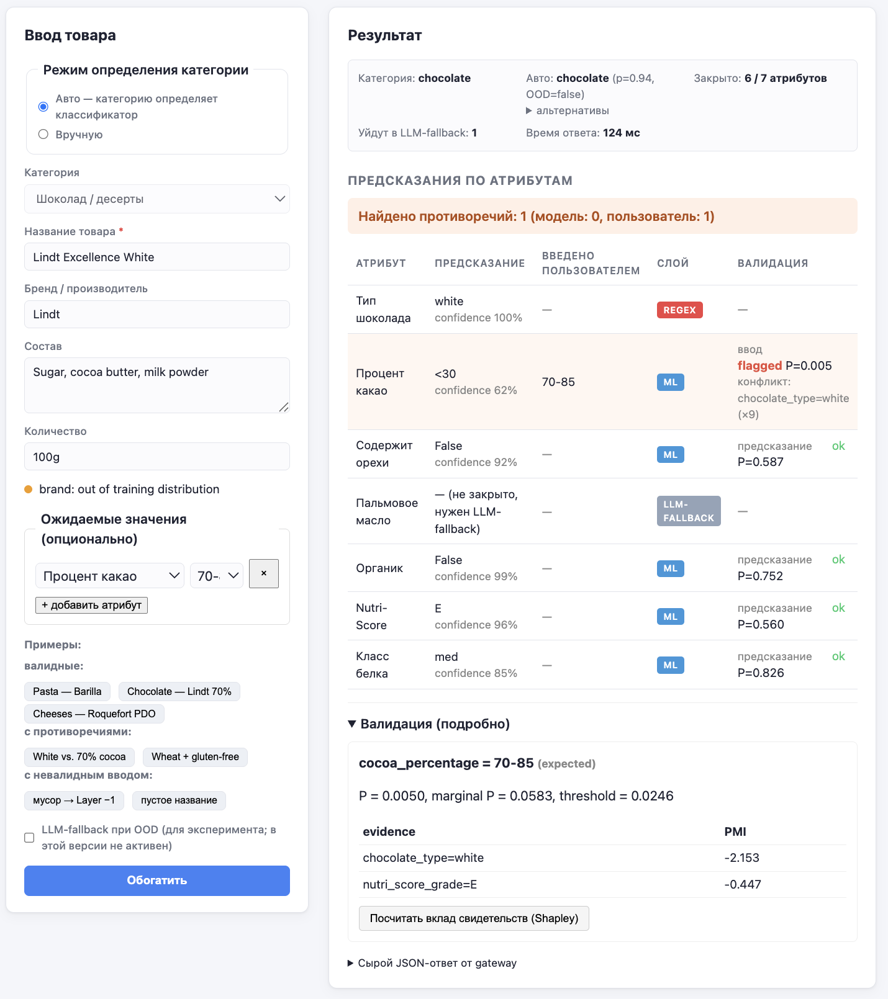 Ввод товара
Режим определения категории
Авто — категорию определяет
классификатор
Вручную
Категория
Шоколад / десерты
Название товара *
Lindt Excellence White
Бренд / производитель
Lindt
Состав
Sugar, cocoa butter, milk powder
Количество
100g
brand: out of training distribution
Ожидаемые значения
(опционально)
Процент какао
70-
×
+ добавить атрибут
Примеры:
валидные:
Pasta — Barilla
Chocolate — Lindt 70%
Cheeses — Roquefort PDO
с противоречиями:
White vs. 70% cocoa
Wheat + gluten-free
с невалидным вводом:
мусор → Layer −1
пустое название
LLM-fallback при OOD (для эксперимента; в
этой версии не активен)
Обогатить
Результат
Категория: chocolate
Авто: chocolate (p=0.94,
OOD=false)
▶ альтернативы
Закрыто: 6 / 7 атрибутов
Уйдут в LLM-fallback: 1
Время ответа: 124 мс
ПРЕДСКАЗАНИЯ ПО АТРИБУТАМ
Найдено противоречий: 1 (модель: 0, пользователь: 1)
АТРИБУТ
ПРЕДСКАЗАНИЕ
ВВЕДЕНО
ПОЛЬЗОВАТЕЛЕМ
СЛОЙ
ВАЛИДАЦИЯ
Тип
шоколада
white
confidence 100%
—
REGEX
—
Процент
какао
<30
confidence 62%
70-85
ML
ввод
flagged P=0.005
конфликт:
chocolate_type=white
(×9)
Содержит
орехи
False
confidence 92%
—
ML
предсказание ok
P=0.587
Пальмовое
масло
— (не закрыто,
нужен LLM-
fallback)
—
LLM-
FALLBACK
—
Органик
False
confidence 99%
—
ML
предсказание ok
P=0.752
Nutri-
Score
E
confidence 96%
—
ML
предсказание ok
P=0.560
Класс
белка
med
confidence 85%
—
ML
предсказание ok
P=0.826
▼ Валидация (подробно)
cocoa_percentage = 70-85 (expected)
P = 0.0050, marginal P = 0.0583, threshold = 0.0246
evidence PMI
chocolate_type=white -2.153
nutri_score_grade=E -0.447
Посчитать вклад свидетельств (Shapley)
▶ Сырой JSON-ответ от gateway